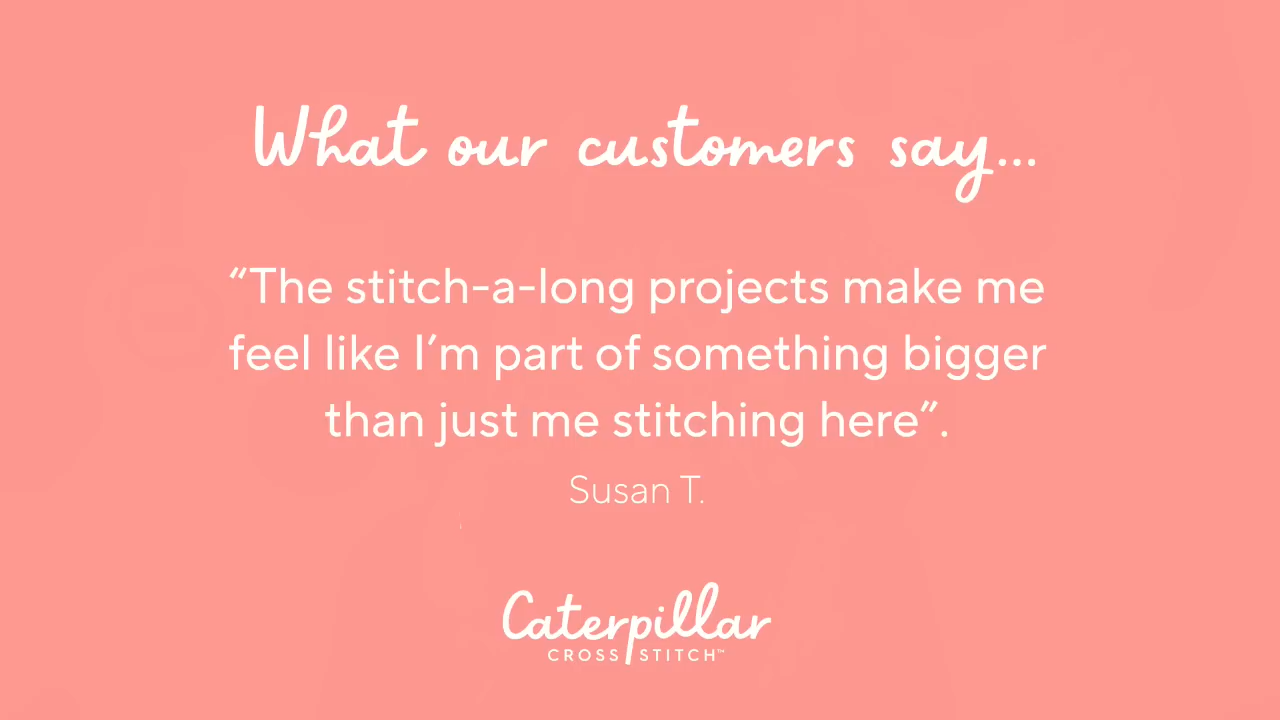 What our customers say...
“The stitch-a-long projects make me
feel like I’m part of something bigger
than just me stitching here”.
Susan T.
Caterpillar
CROSS STITCH™